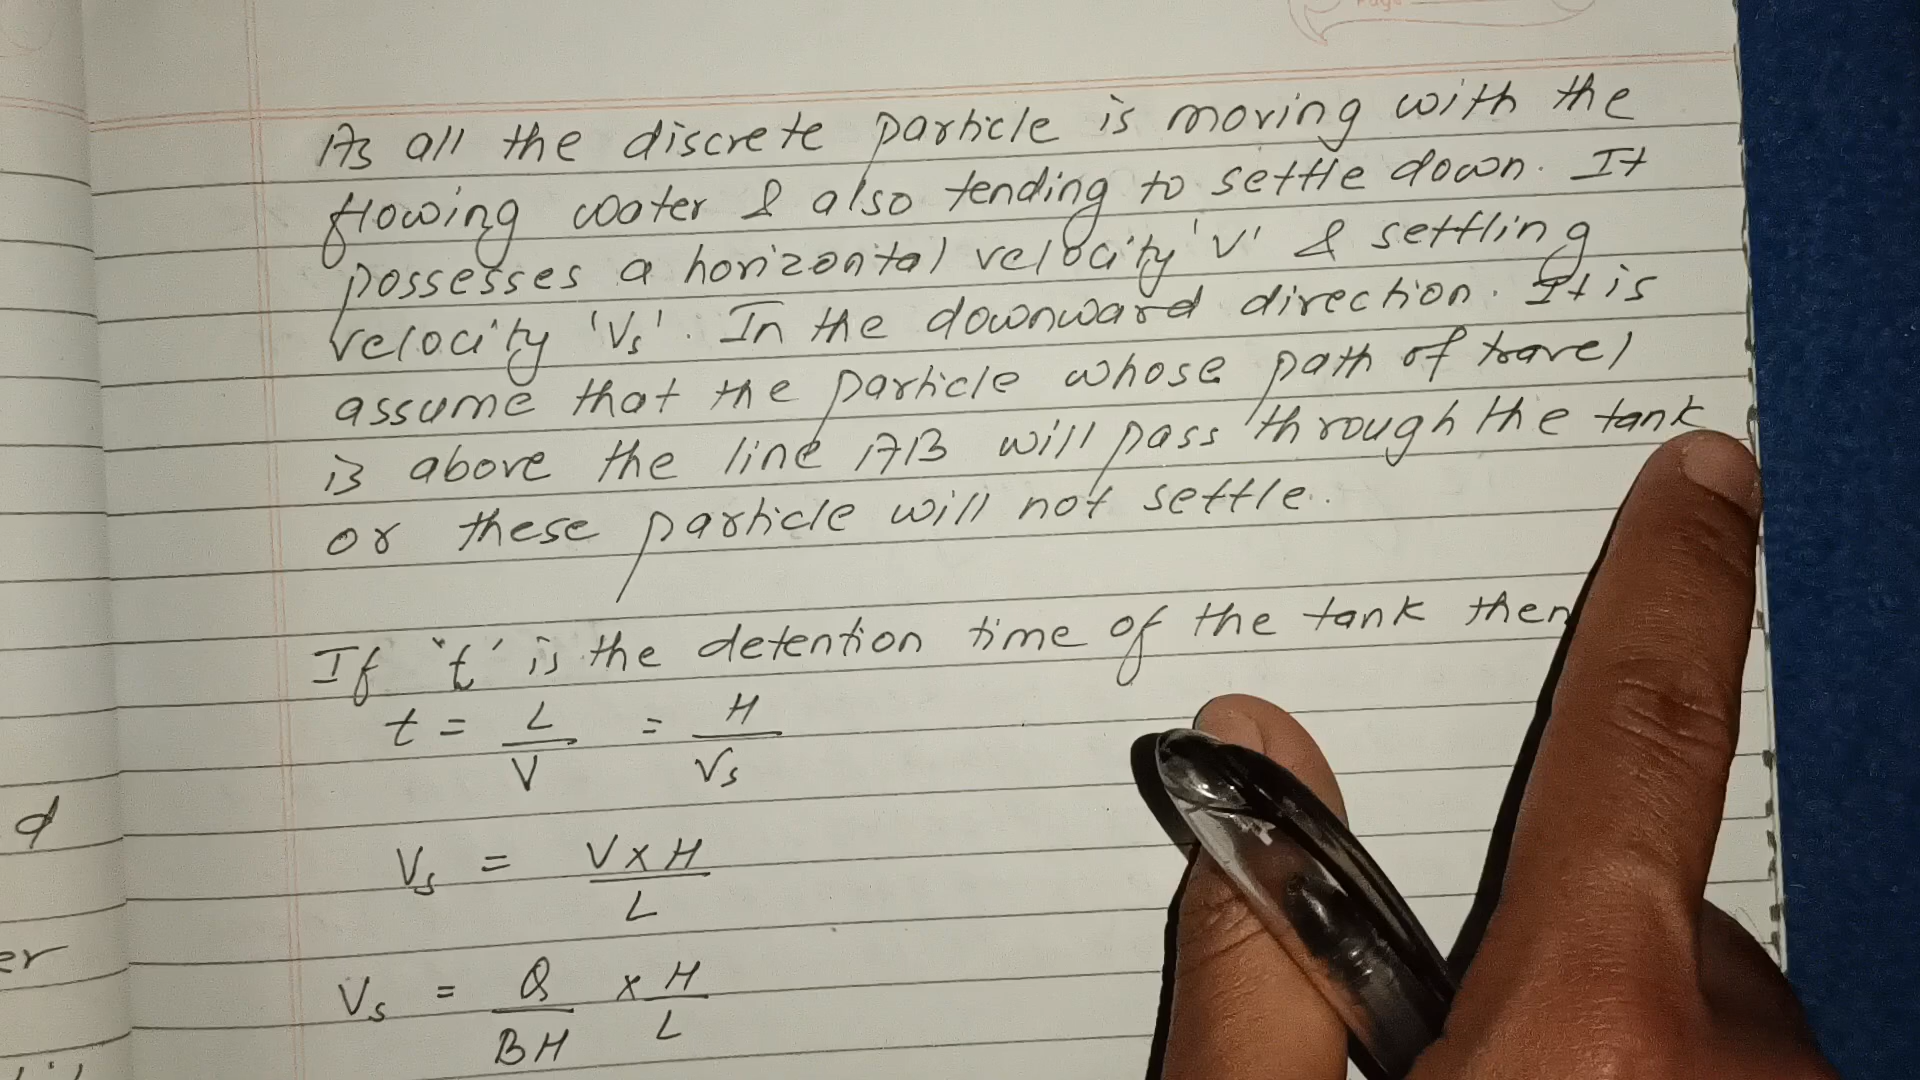 As all the discrete particle is moving with the
flowing water & also tending to settle down. It
possesses a horizontal velocity 'V' & settling
velocity 'Vs'. In the downward direction. It is
assume that the particle whose path of travel
is above the line AB will pass through the tank
or these particle will not settle.
If 't' is the detention time of the tank then
t = L/V = H/Vs
Vs = V x H / L
Vs = Q/BH x H/L
d
er